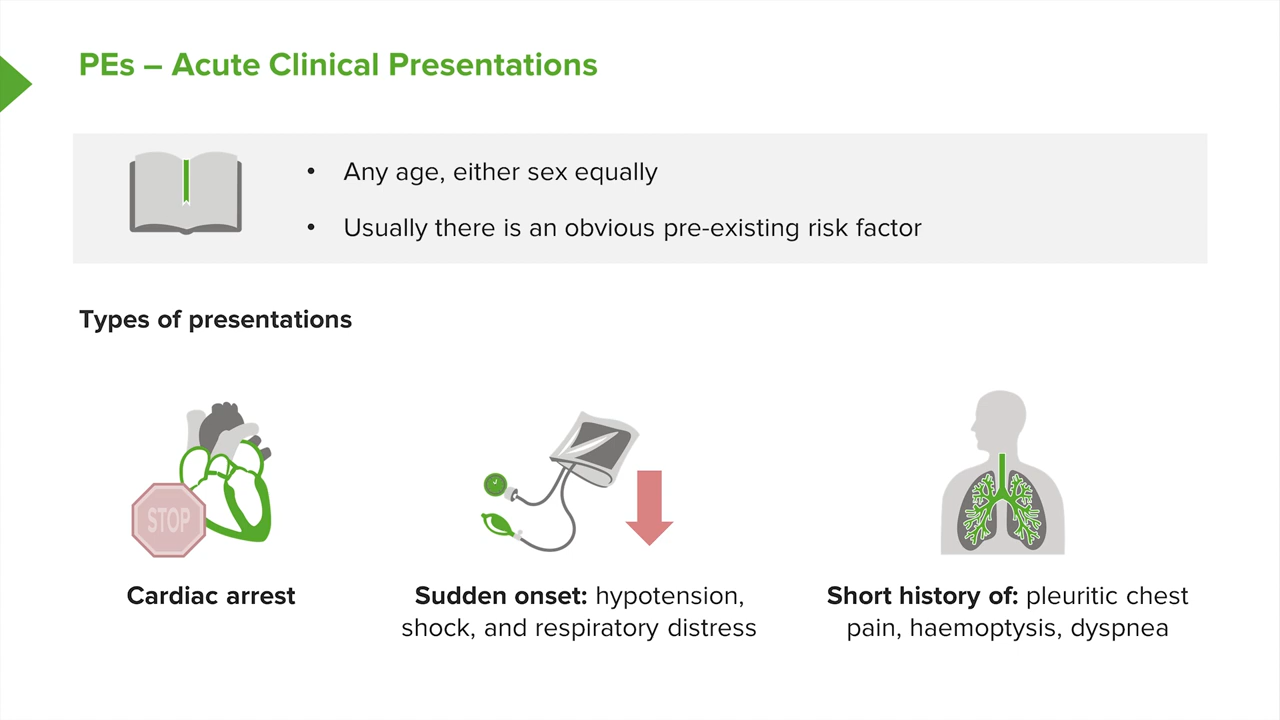 PEs – Acute Clinical Presentations
• Any age, either sex equally
• Usually there is an obvious pre-existing risk factor
Types of presentations
STOP
Cardiac arrest
Sudden onset: hypotension,
shock, and respiratory distress
Short history of: pleuritic chest
pain, haemoptysis, dyspnea